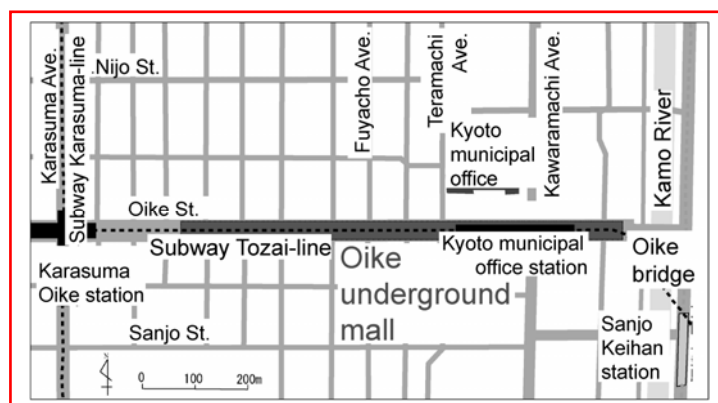 Karasuma Ave.
Subway Karasuma-line
Nijo St.
Fuyacho Ave.
Teramachi
Ave.
Kyoto
municipal
office
Kawaramachi Ave.
Kamo River
Oike St.
Subway Tozai-line
Kyoto municipal
office station
Oike
bridge
Karasuma
Oike station
Oike
underground
mall
Sanjo St.
Sanjo
Keihan
station
0 100 200m